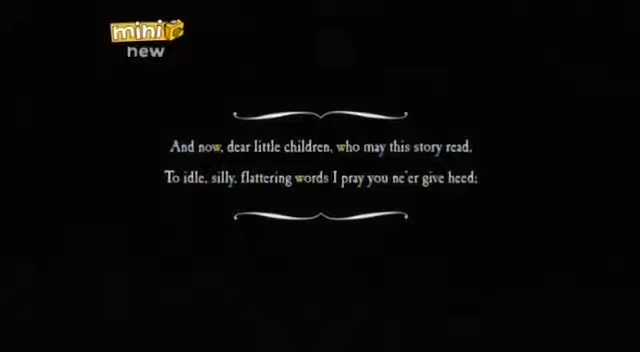 mini
new
And now, dear little children, who may this story read,
To idle, silly, flattering words I pray you ne'er give heed;